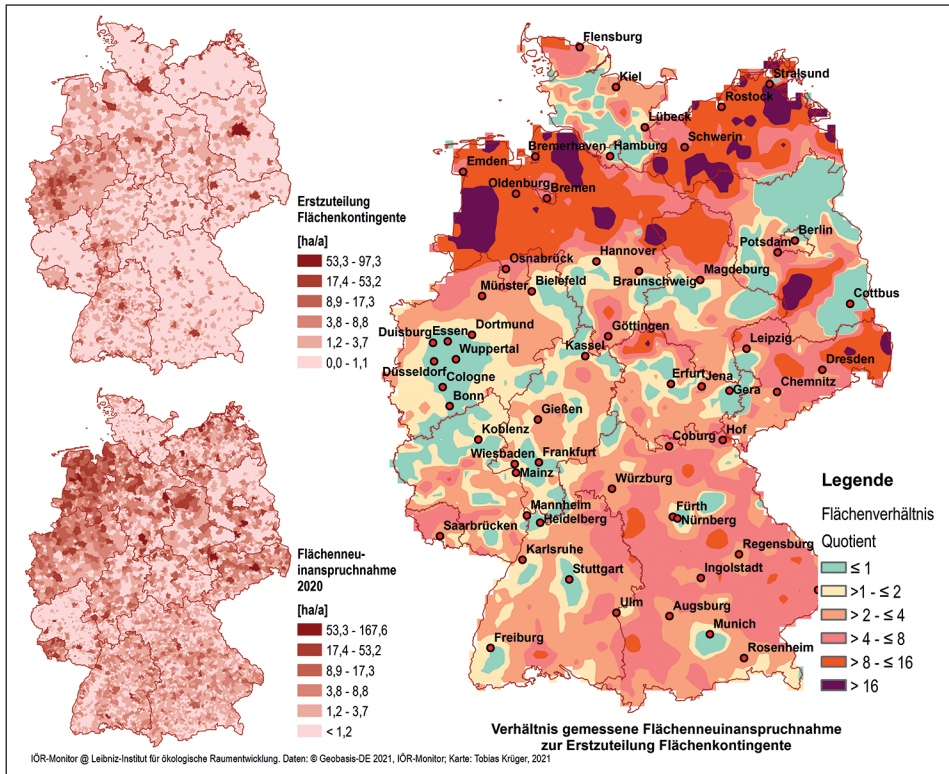 Erstzuteilung
Flächenkontingente
[ha/a]
53,3 - 97,3
17,4 - 53,2
8,9 - 17,3
3,8 - 8,8
1,2 - 3,7
0,0 - 1,1
Flächenneu-
inanspruchnahme
2020
[ha/a]
53,3 - 167,6
17,4 - 53,2
8,9 - 17,3
3,8 - 8,8
1,2 - 3,7
< 1,2
Flensburg
Kiel
Stralsund
Rostock
Lübeck
Schwerin
Bremerhaven
Hamburg
Emden
Oldenburg
Bremen
Berlin
Potsdam
Hannover
Osnabrück
Braunschweig
Magdeburg
Münster
Bielefeld
Cottbus
Dortmund
Essen
Duisburg
Göttingen
Wuppertal
Kassel
Leipzig
Düsseldorf
Dresden
Cologne
Erfurt
Jena
Gera
Chemnitz
Bonn
Gießen
Koblenz
Coburg
Hof
Wiesbaden
Frankfurt
Mainz
Würzburg
Mannheim
Fürth
Nürnberg
Heidelberg
Saarbrücken
Karlsruhe
Regensburg
Stuttgart
Ingolstadt
Ulm
Augsburg
Munich
Freiburg
Rosenheim
Legende
Flächenverhältnis
Quotient
≤ 1
>1 - ≤ 2
> 2 - ≤ 4
> 4 - ≤ 8
> 8 - ≤ 16
> 16
Verhältnis gemessene Flächenneuinanspruchnahme
zur Erstzuteilung Flächenkontingente
IÖR-Monitor @ Leibniz-Institut für ökologische Raumentwicklung. Daten: © Geobasis-DE 2021, IÖR-Monitor; Karte: Tobias Krüger, 2021